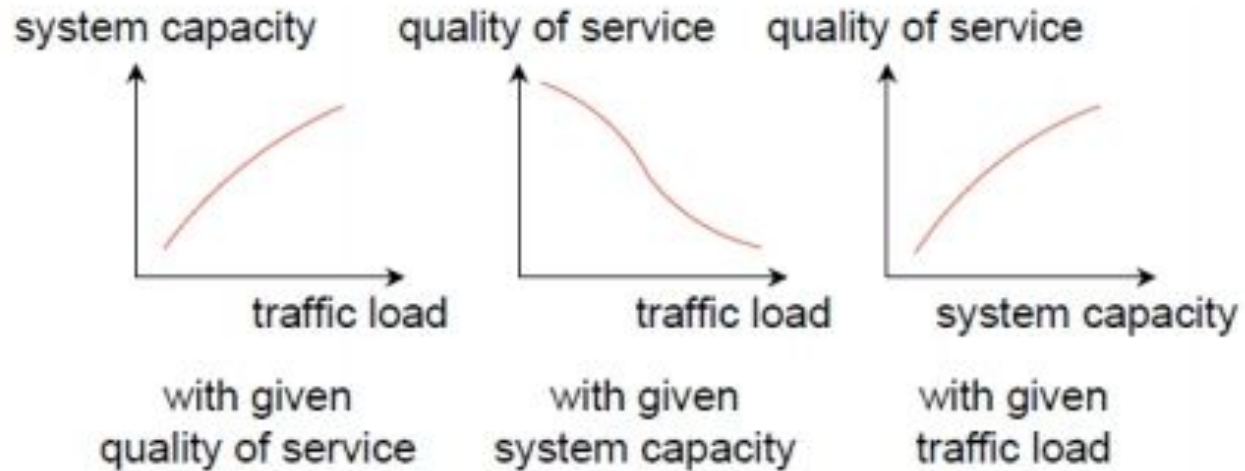 system capacity
quality of service
quality of service
traffic load
traffic load
system capacity
with given
quality of service
with given
system capacity
with given
traffic load